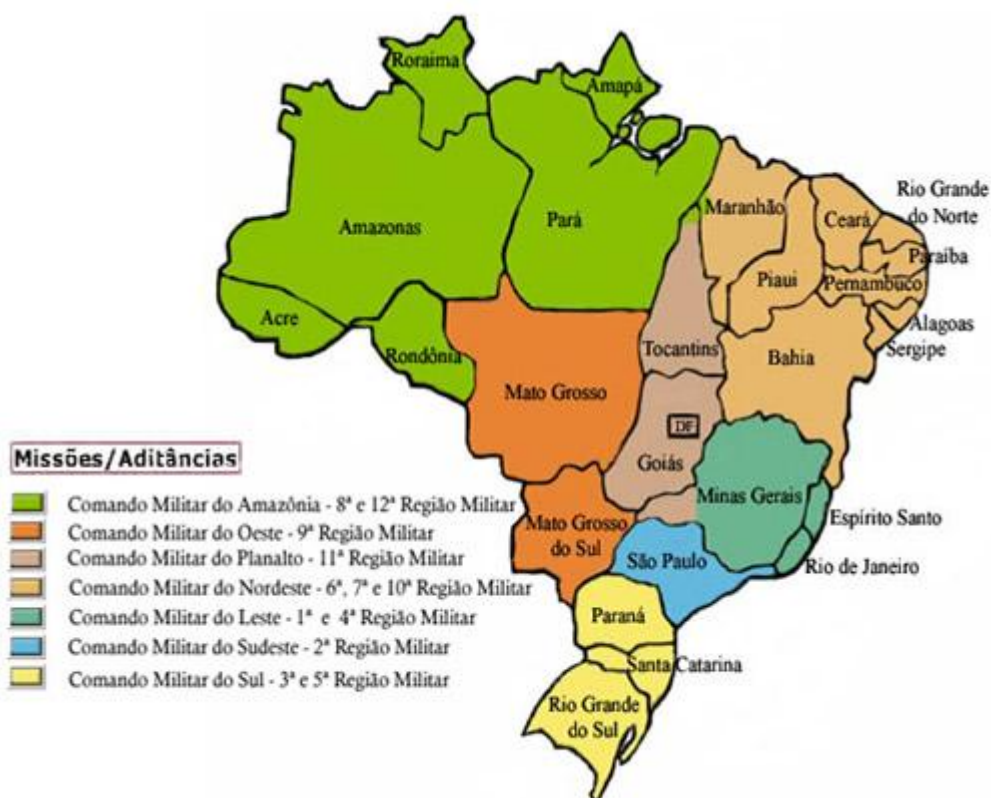 Roraima
Amapá
Amazonas
Pará
Maranhão
Ceará
Rio Grande
do Norte
Paraíba
Piaui
Pernambuco
Acre
Rondônia
Tocantins
Bahia
Alagoas
Sergipe
Mato Grosso
DF
Goiás
Minas Gerais
Espírito Santo
Mato Grosso
do Sul
São Paulo
Rio de Janeiro
Paraná
Santa Catarina
Rio Grande
do Sul
Missões/Aditâncias
Comando Militar do Amazônia - 8ª e 12ª Região Militar
Comando Militar do Oeste - 9ª Região Militar
Comando Militar do Planalto - 11ª Região Militar
Comando Militar do Nordeste - 6ª, 7ª e 10ª Região Militar
Comando Militar do Leste - 1ª e 4ª Região Militar
Comando Militar do Sudeste - 2ª Região Militar
Comando Militar do Sul - 3ª e 5ª Região Militar